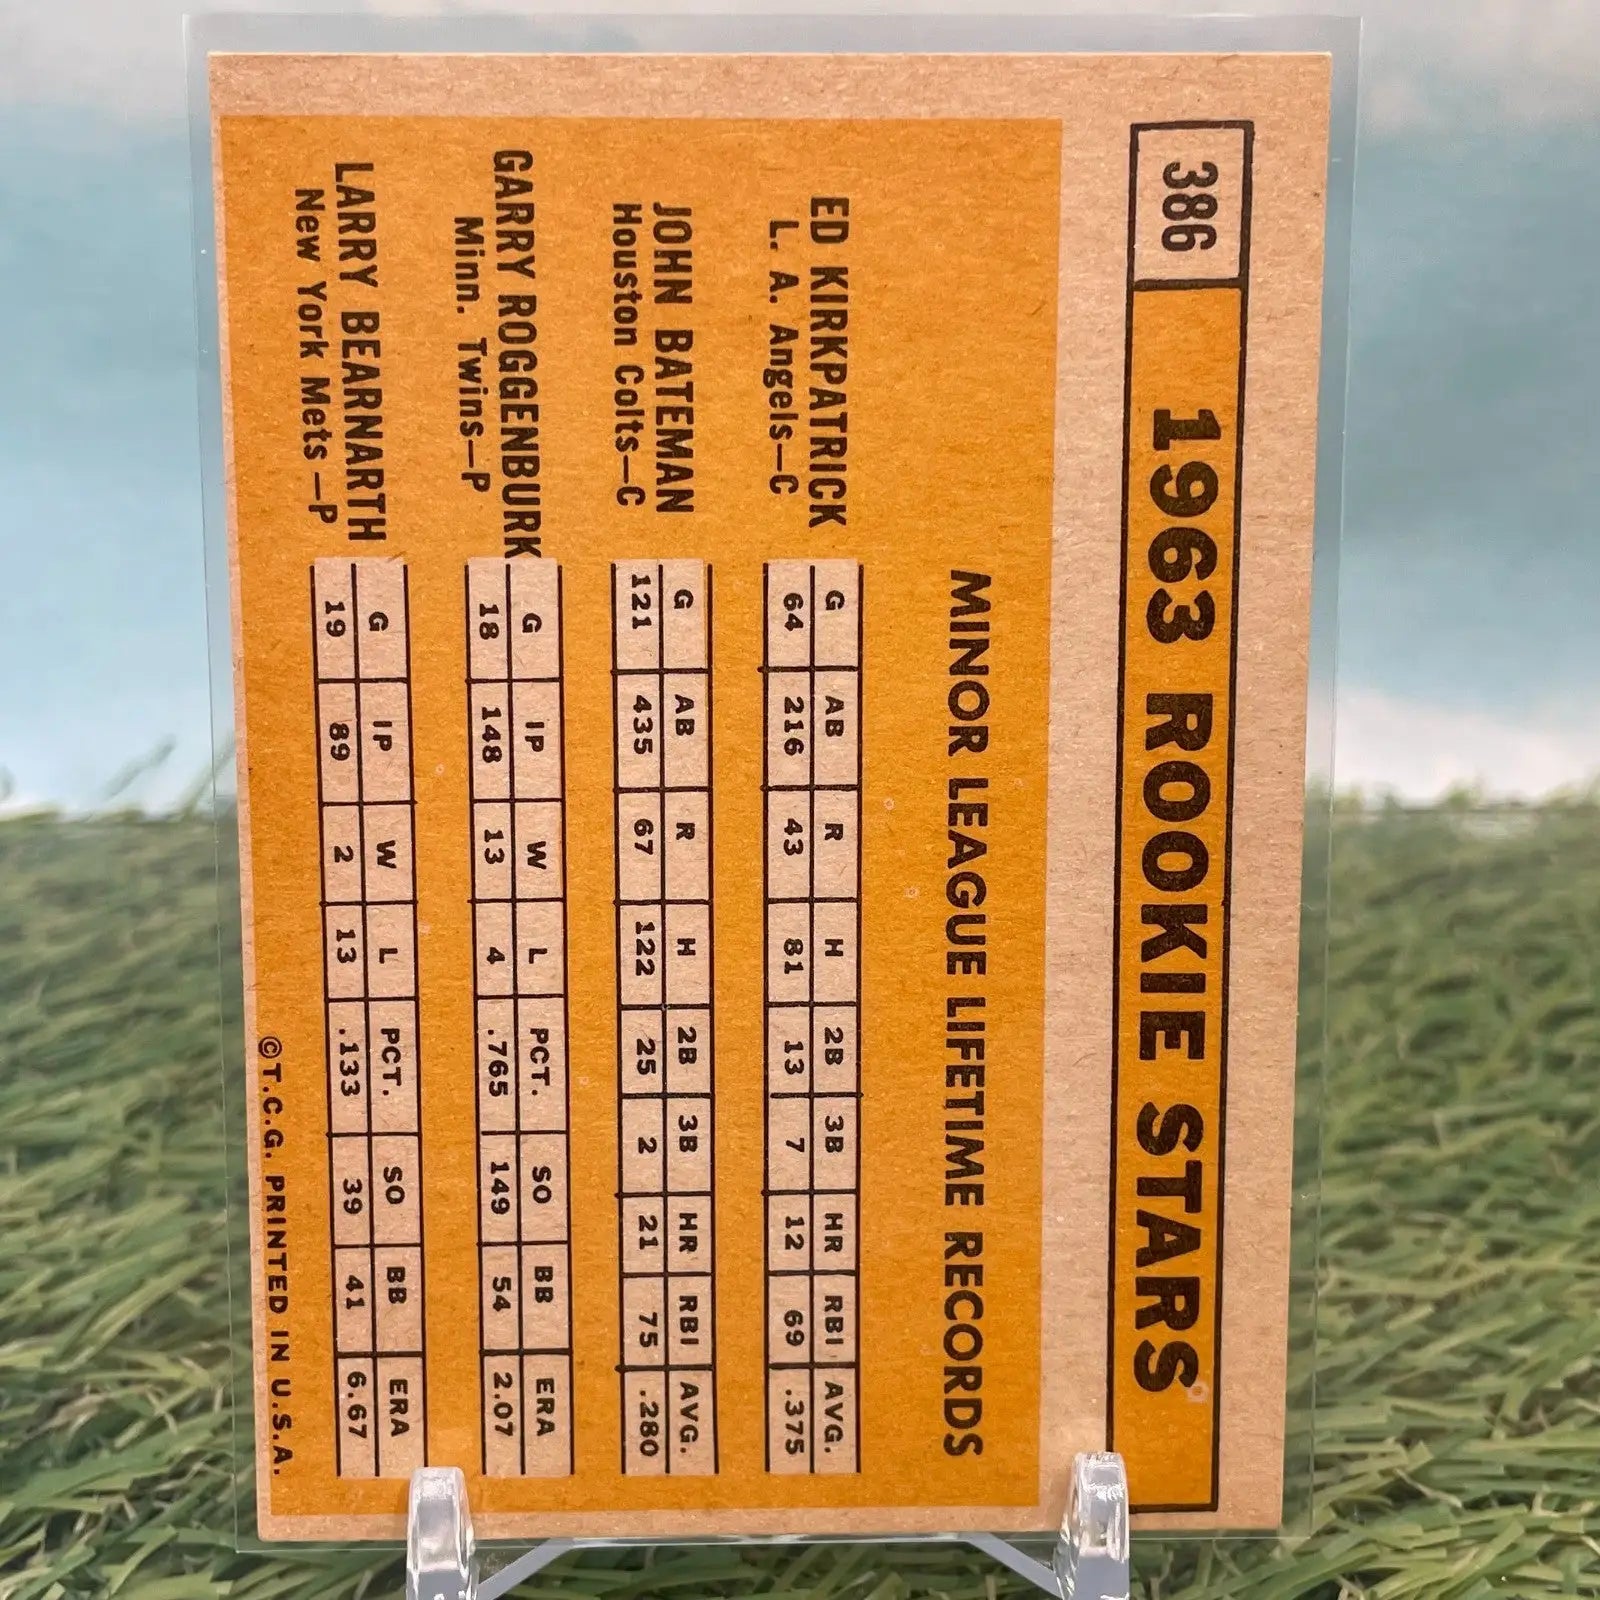 386 1963 ROOKIE STARS
MINOR LEAGUE LIFETIME RECORDS
ED KIRKPATRICK
L. A. Angels—C
G AB R H 2B 3B HR RBI AVG.
64 216 43 81 13 7 12 69 .375
JOHN BATEMAN
Houston Colts—C
G AB R H 2B 3B HR RBI AVG.
121 435 67 122 25 2 21 75 .280
GARRY ROGGENBURK
Minn. Twins—P
G IP W L PCT. SO BB ERA
18 148 13 4 .765 149 54 2.07
LARRY BEARNARTH
New York Mets—P
G IP W L PCT. SO BB ERA
19 89 2 13 .133 39 41 6.67
©T.C.G. PRINTED IN U.S.A.